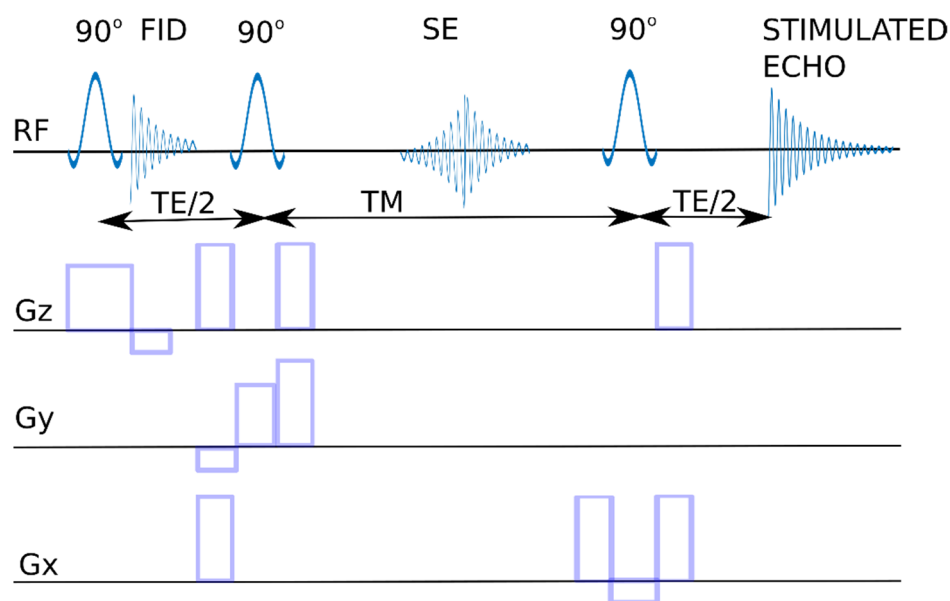 90° FID 90° SE 90° STIMULATED
ECHO
RF
TE/2 TM TE/2
Gz
Gy
Gx